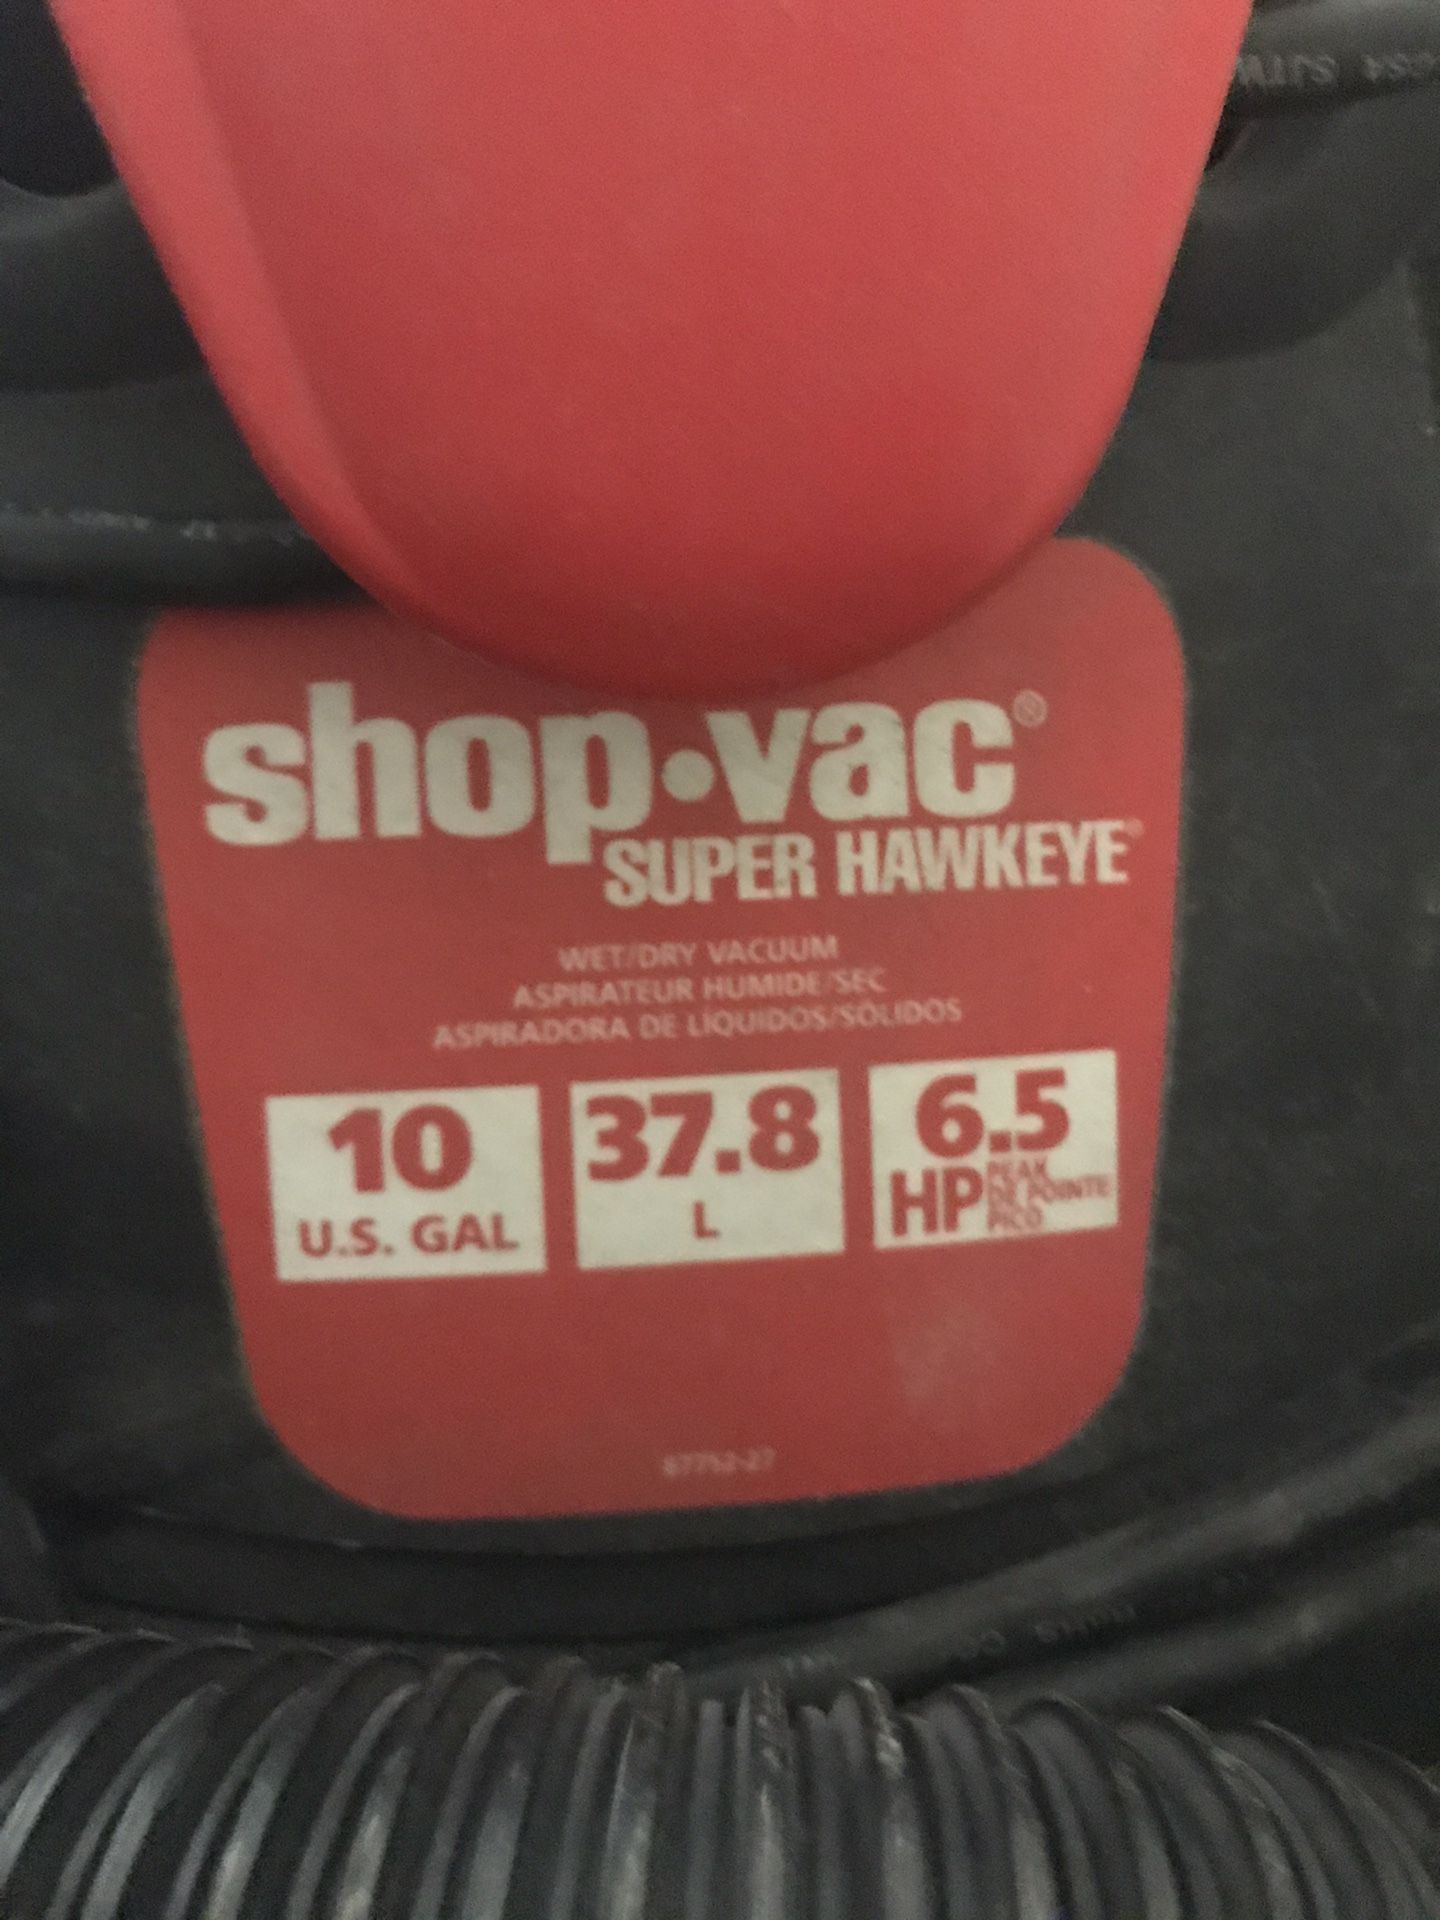 shop•vac®
SUPER HAWKEYE
WET/DRY VACUUM
ASPIRATEUR HUMIDE/SEC
ASPIRADORA DE LÍQUIDOS/SÓLIDOS
10
U.S. GAL
37.8
L
6.5
HP
PEAK
DE POINTE
PICO